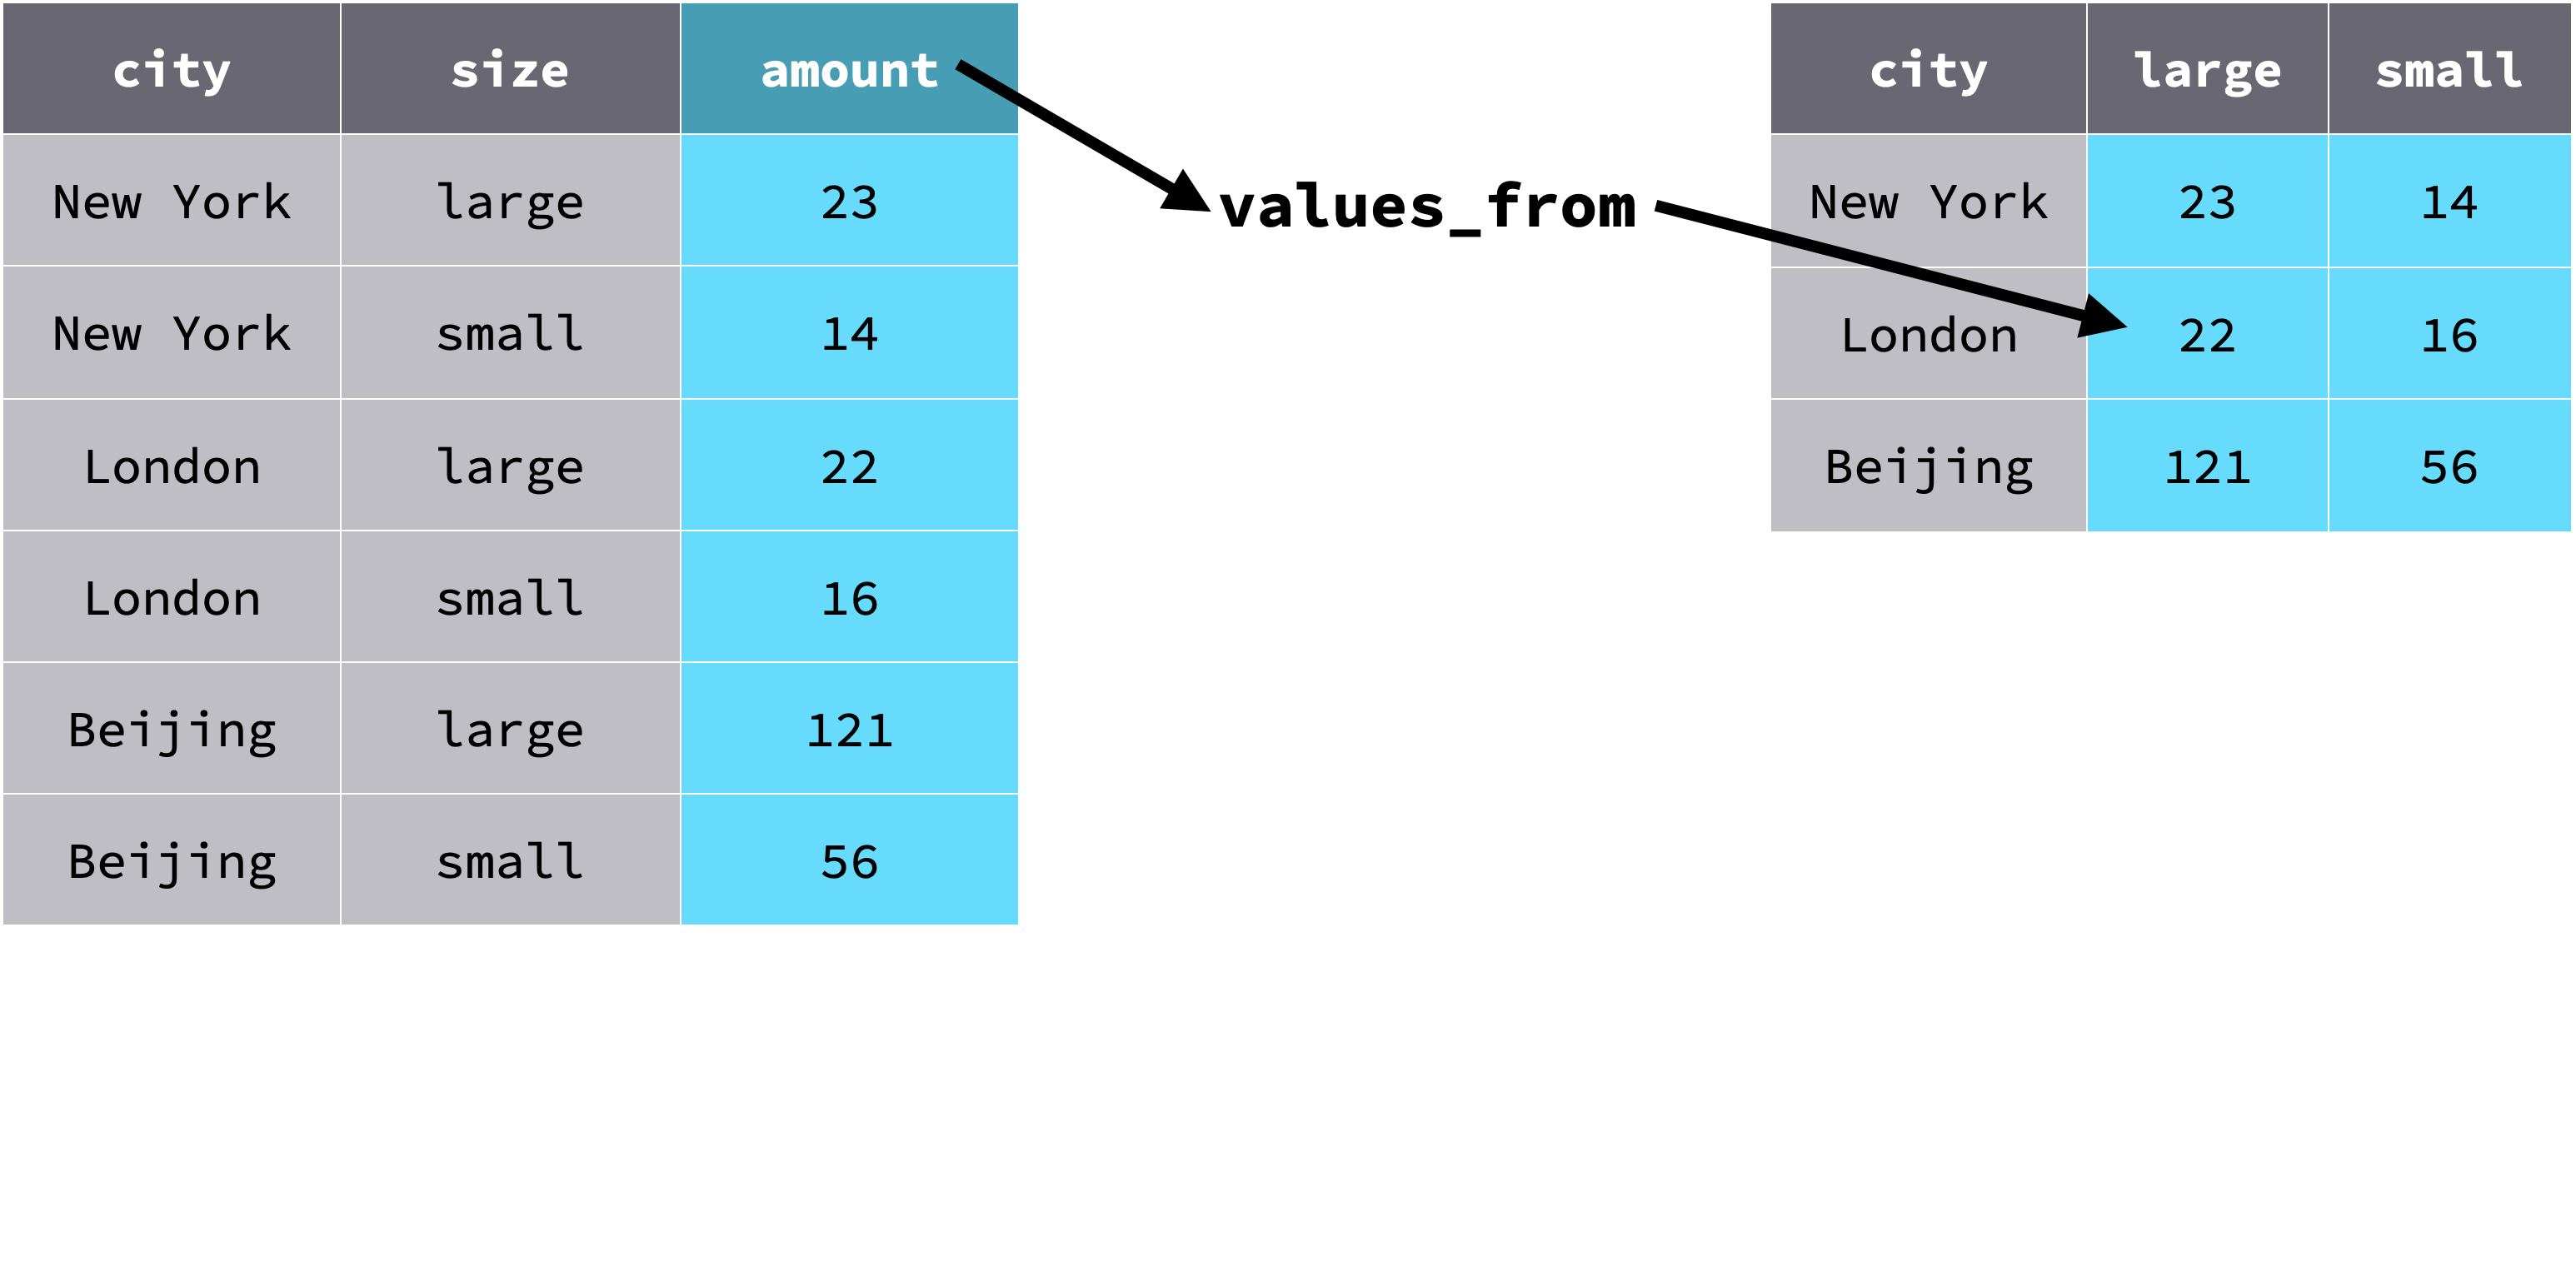 city size amount
New York large 23
New York small 14
London large 22
London small 16
Beijing large 121
Beijing small 56
values_from
city large small
New York 23 14
London 22 16
Beijing 121 56